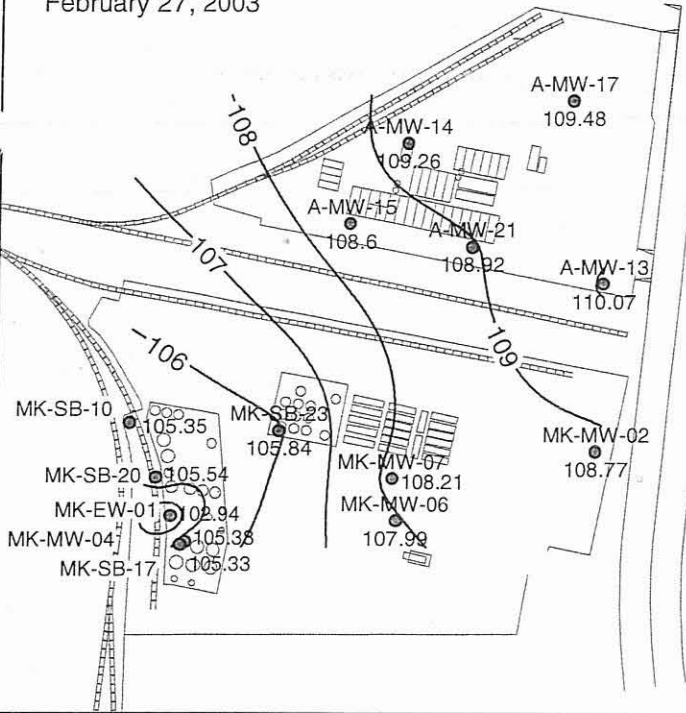 February 27, 2003
A-MW-17
109.48
108
A-MW-14
109.26
A-MW-15
108.6
A-MW-21
108.92
107
A-MW-13
110.07
109
106
MK-SB-10
105.35
MK-SB-23
105.84
MK-MW-02
108.77
MK-SB-20
105.54
MK-MW-07
108.21
MK-EW-01
102.94
MK-MW-06
107.99
MK-MW-04
105.38
MK-SB-17
105.33